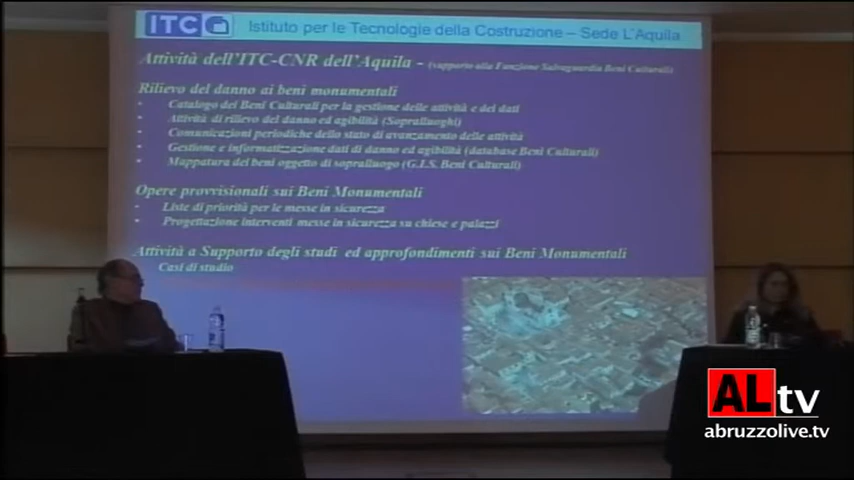 ITC Istituto per le Tecnologie della Costruzione – Sede L'Aquila
Attività dell'ITC-CNR dell'Aquila - (supporto alla Funzione Salvaguardia Beni Culturali)
Rilievo del danno ai beni monumentali
• Catalogo dei Beni Culturali per la gestione delle attività e dei dati
• Attività di rilievo del danno ed agibilità (Sopralluoghi)
• Comunicazioni periodiche dello stato di avanzamento delle attività
• Gestione e informatizzazione dati di danno ed agibilità (database Beni Culturali)
• Mappatura dei beni oggetto di sopralluogo (G.I.S. Beni Culturali)
Opere provvisionali sui Beni Monumentali
• Liste di priorità per le messe in sicurezza
• Progettazione interventi messe in sicurezza su chiese e palazzi
Attività a Supporto degli studi ed approfondimenti sui Beni Monumentali
Casi di studio
ALtv
abruzzolive.tv